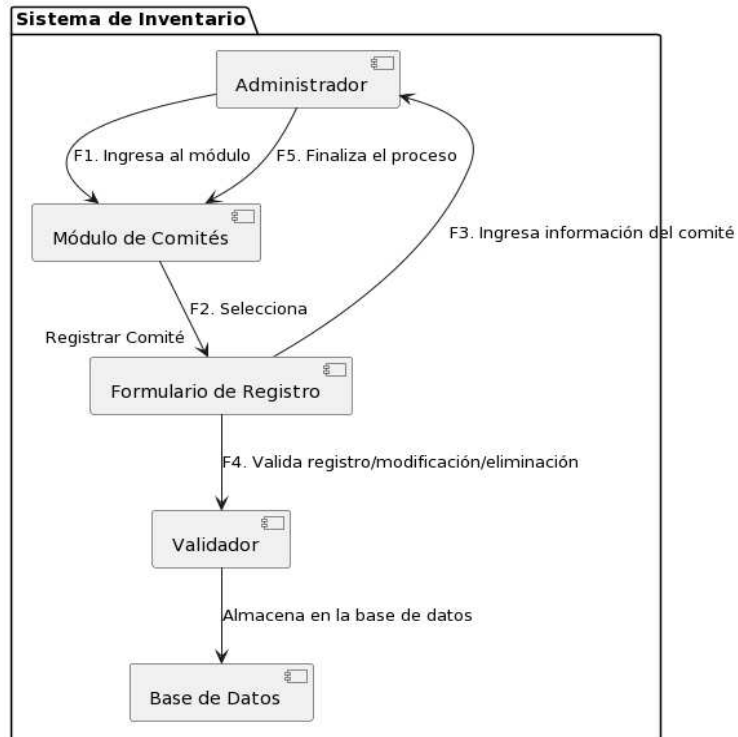 Sistema de Inventario
Administrador
F1. Ingresa al módulo
F5. Finaliza el proceso
Módulo de Comités
F3. Ingresa información del comité
F2. Selecciona
Registrar Comité
Formulario de Registro
F4. Valida registro/modificación/eliminación
Validador
Almacena en la base de datos
Base de Datos